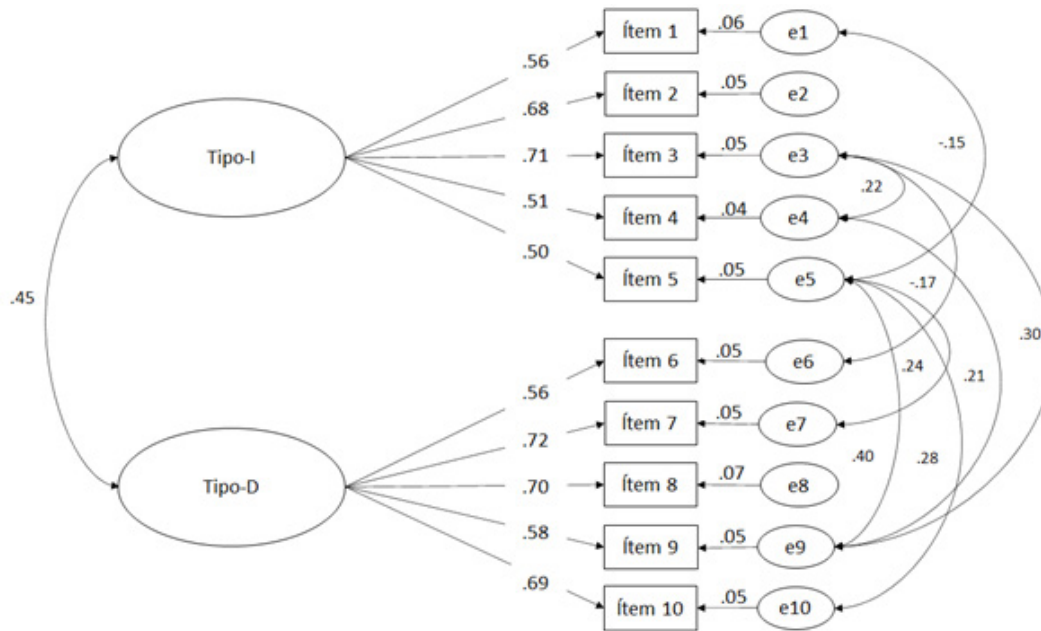 Ítem 1
.06
e1
.56
Ítem 2
.05
e2
.68
Tipo-I
.71
Ítem 3
.05
e3
-.15
.22
.51
Ítem 4
.04
e4
.50
Ítem 5
.05
e5
-.17
.45
.30
Ítem 6
.05
e6
.24
.21
.56
Ítem 7
.05
e7
.72
.40
.28
Tipo-D
.70
Ítem 8
.07
e8
.58
Ítem 9
.05
e9
.69
Ítem 10
.05
e10